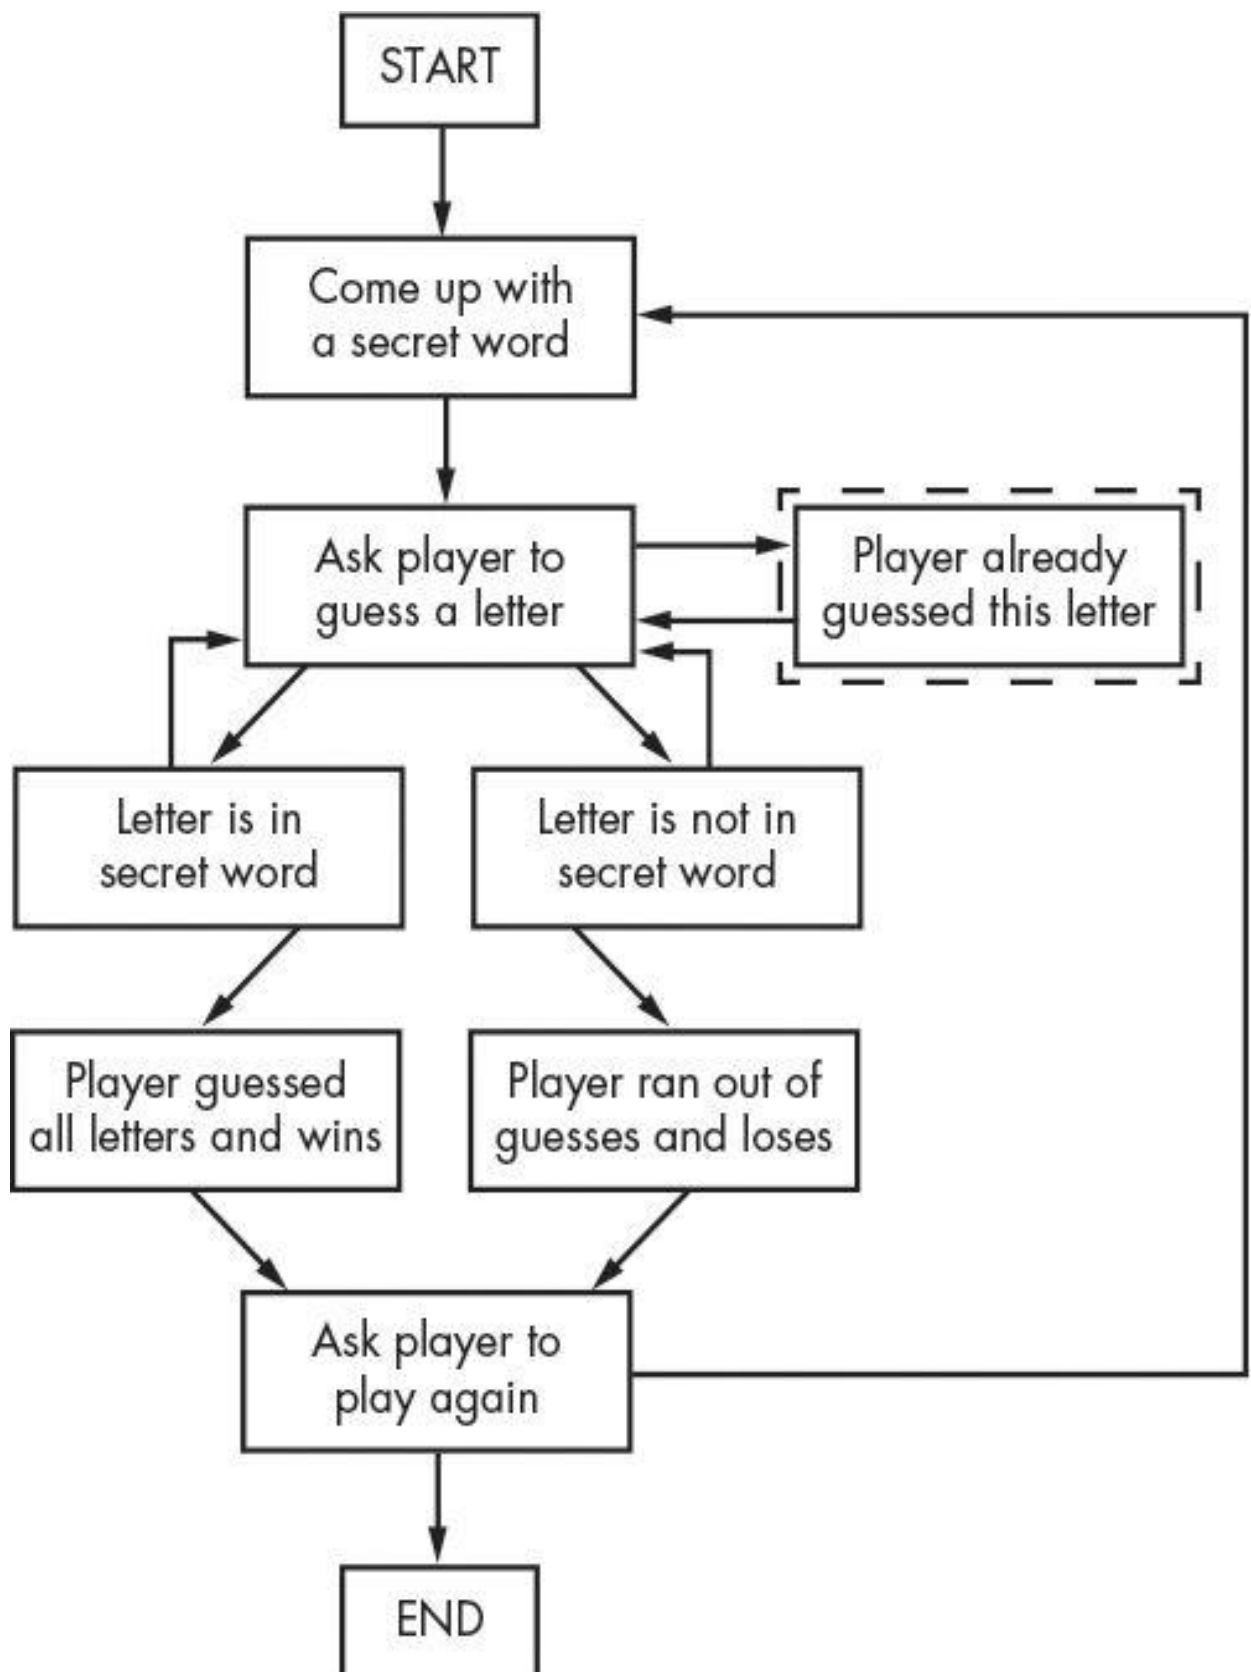 START
Come up with
a secret word
Ask player to
guess a letter
Player already
guessed this letter
Letter is in
secret word
Letter is not in
secret word
Player guessed
all letters and wins
Player ran out of
guesses and loses
Ask player to
play again
END